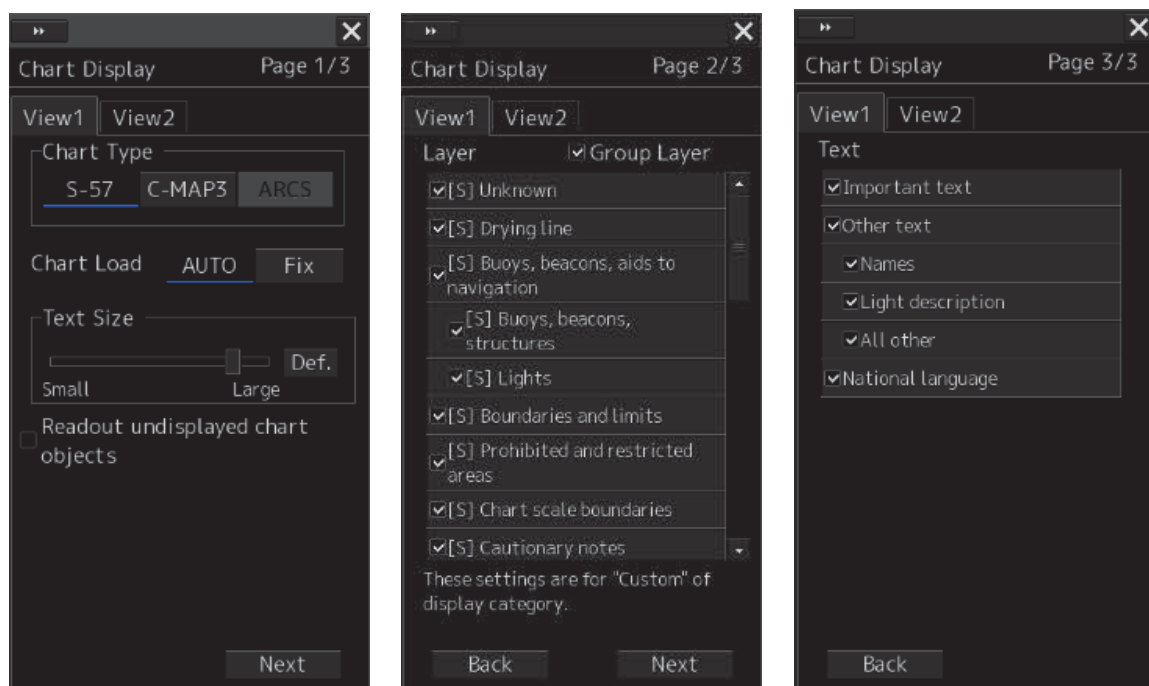 Chart Display Page 1/3
View1 View2
Chart Type
S-57 C-MAP3 ARCS
Chart Load AUTO Fix
Text Size
Def.
Small Large
Readout undisplayed chart
objects
Next
Chart Display Page 2/3
View1 View2
Layer Group Layer
[S] Unknown
[S] Drying line
[S] Buoys, beacons, aids to
navigation
[S] Buoys, beacons,
structures
[S] Lights
[S] Boundaries and limits
[S] Prohibited and restricted
areas
[S] Chart scale boundaries
[S] Cautionary notes
These settings are for "Custom" of
display category.
Back Next
Chart Display Page 3/3
View1 View2
Text
Important text
Other text
Names
Light description
All other
National language
Back